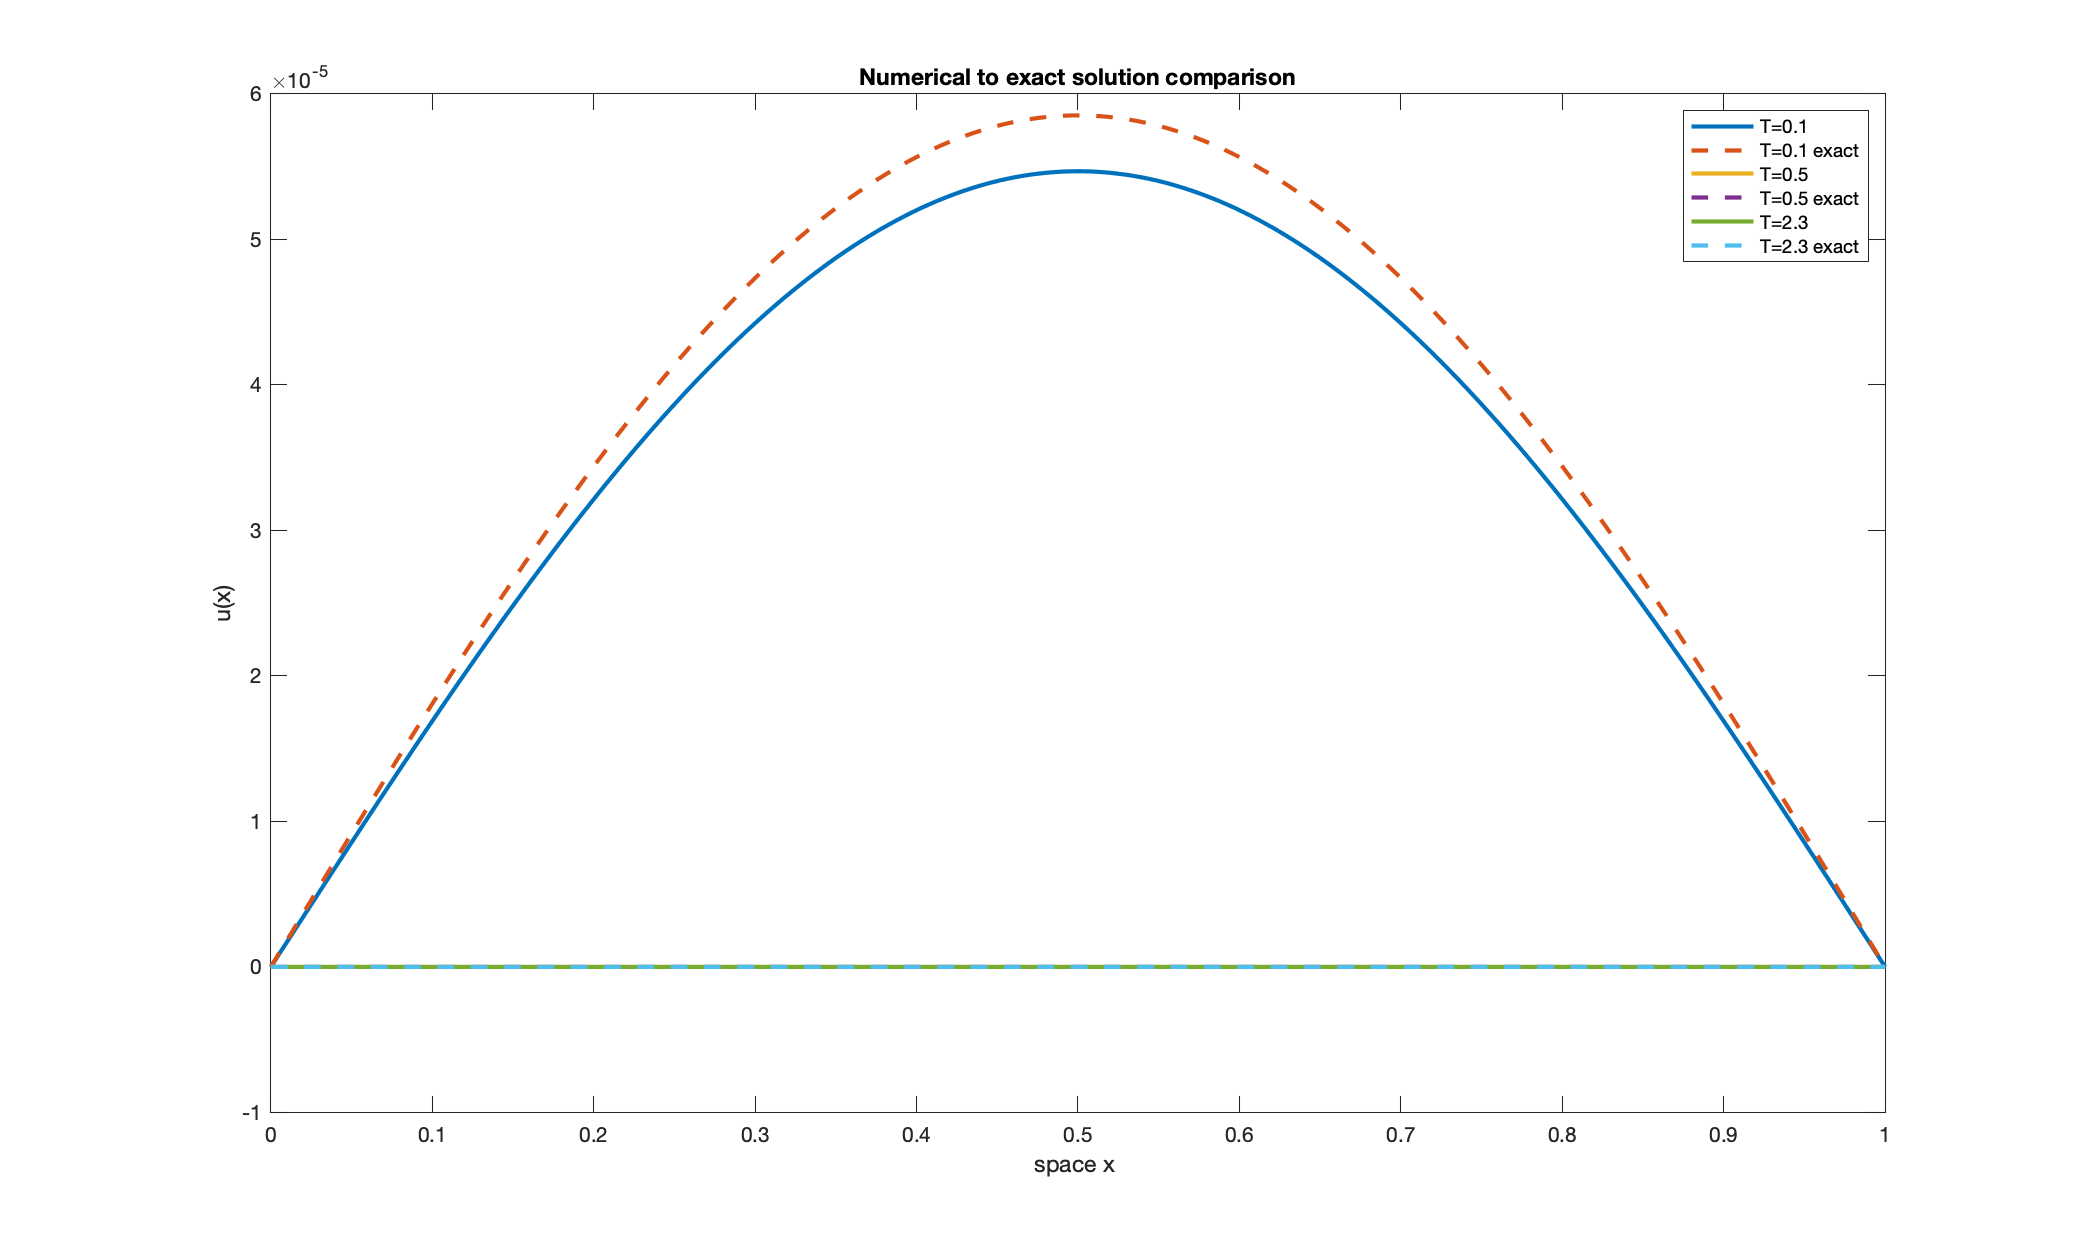 Numerical to exact solution comparison
×10-5
6
5
4
3
2
1
0
-1
u(x)
T=0.1
T=0.1 exact
T=0.5
T=0.5 exact
T=2.3
T=2.3 exact
0 0.1 0.2 0.3 0.4 0.5 0.6 0.7 0.8 0.9 1
space x